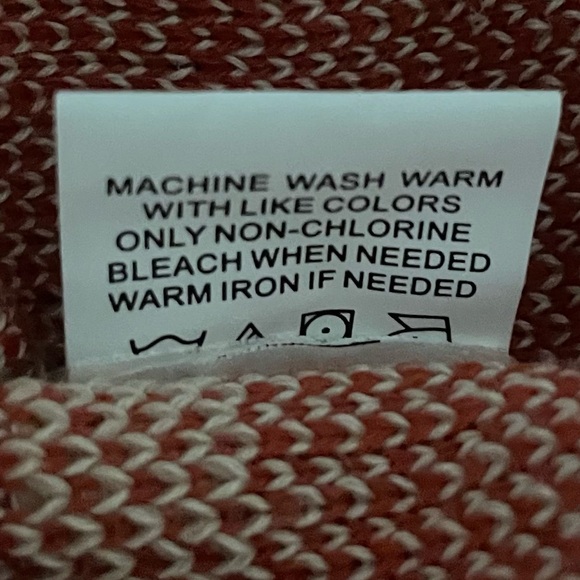 MACHINE WASH WARM
WITH LIKE COLORS
ONLY NON-CHLORINE
BLEACH WHEN NEEDED
WARM IRON IF NEEDED